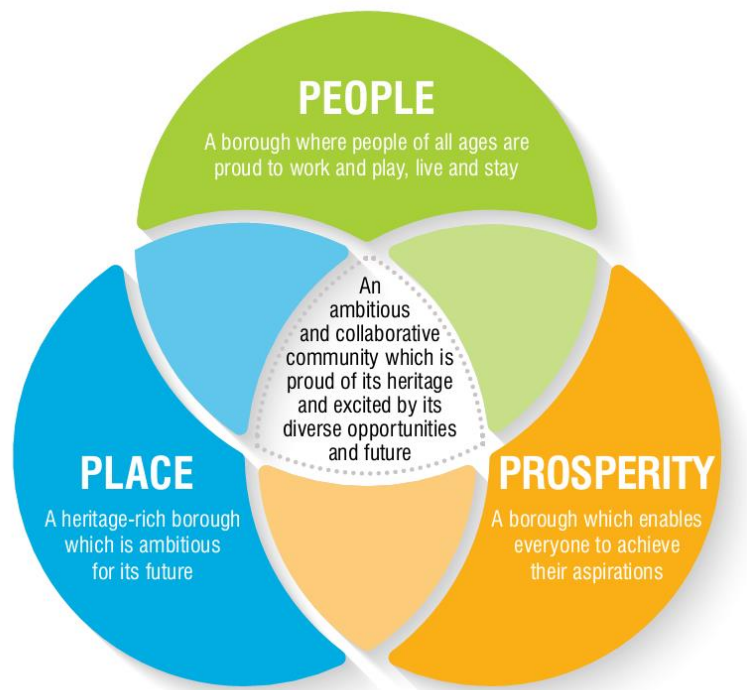 PEOPLE
A borough where people of all ages are
proud to work and play, live and stay
An
ambitious
and collaborative
community which is
proud of its heritage
and excited by its
diverse opportunities
and future
PLACE
A heritage-rich borough
which is ambitious
for its future
PROSPERITY
A borough which enables
everyone to achieve
their aspirations